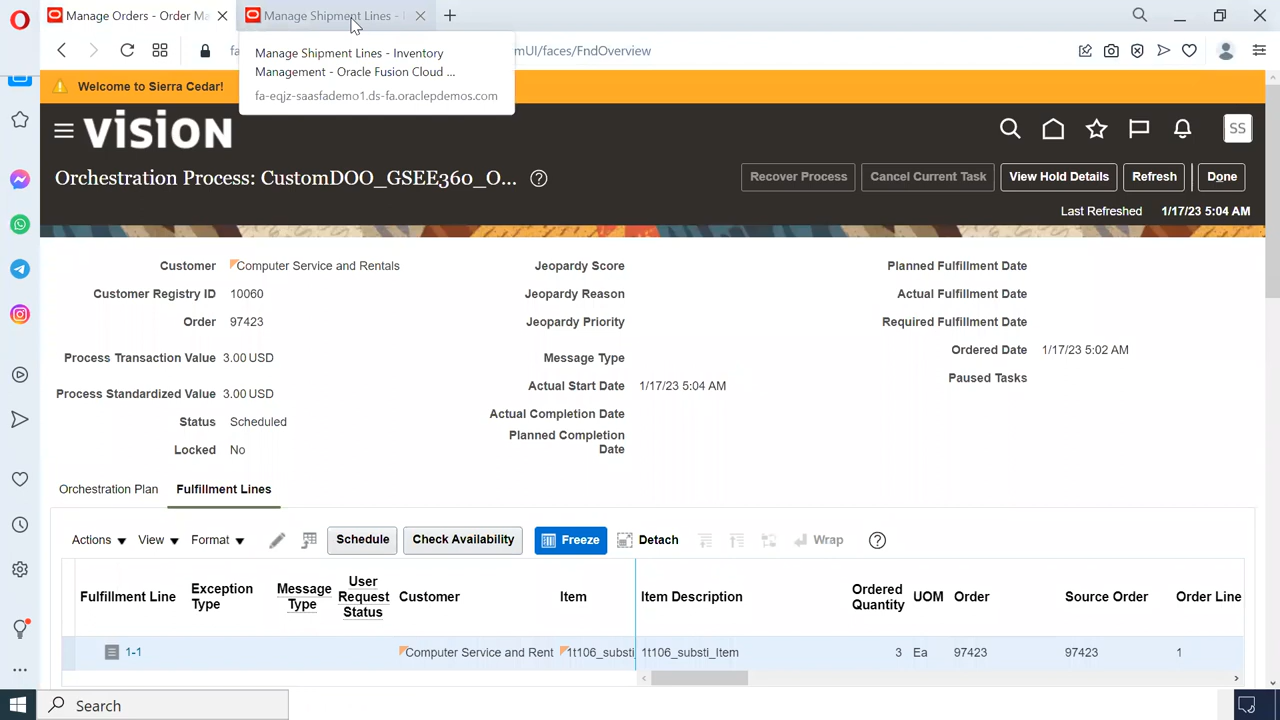 Manage Orders - Order Ma
Manage Shipment Lines -
Manage Shipment Lines - Inventory
Management - Oracle Fusion Cloud ...
fa-eqjz-saasfademo1.ds-fa.oraclepdemos.com
fa
mUI/faces/FndOverview
Welcome to Sierra Cedar!
VISION
SS
Orchestration Process: CustomDOO_GSEE360_O...
Recover Process
Cancel Current Task
View Hold Details
Refresh
Done
Last Refreshed 1/17/23 5:04 AM
Customer Computer Service and Rentals
Customer Registry ID 10060
Order 97423
Process Transaction Value 3.00 USD
Process Standardized Value 3.00 USD
Status Scheduled
Locked No
Jeopardy Score
Jeopardy Reason
Jeopardy Priority
Message Type
Actual Start Date 1/17/23 5:04 AM
Actual Completion Date
Planned Completion
Date
Planned Fulfillment Date
Actual Fulfillment Date
Required Fulfillment Date
Ordered Date 1/17/23 5:02 AM
Paused Tasks
Orchestration Plan
Fulfillment Lines
Actions View Format Schedule Check Availability Freeze Detach Wrap
Fulfillment Line
Exception
Type
Message
Type
User
Request
Status
Customer
Item
Item Description
Ordered
Quantity
UOM
Order
Source Order
Order Line
1-1 Computer Service and Rent 1t106_substi_ 1t106_substi_Item 3 Ea 97423 97423 1
Search